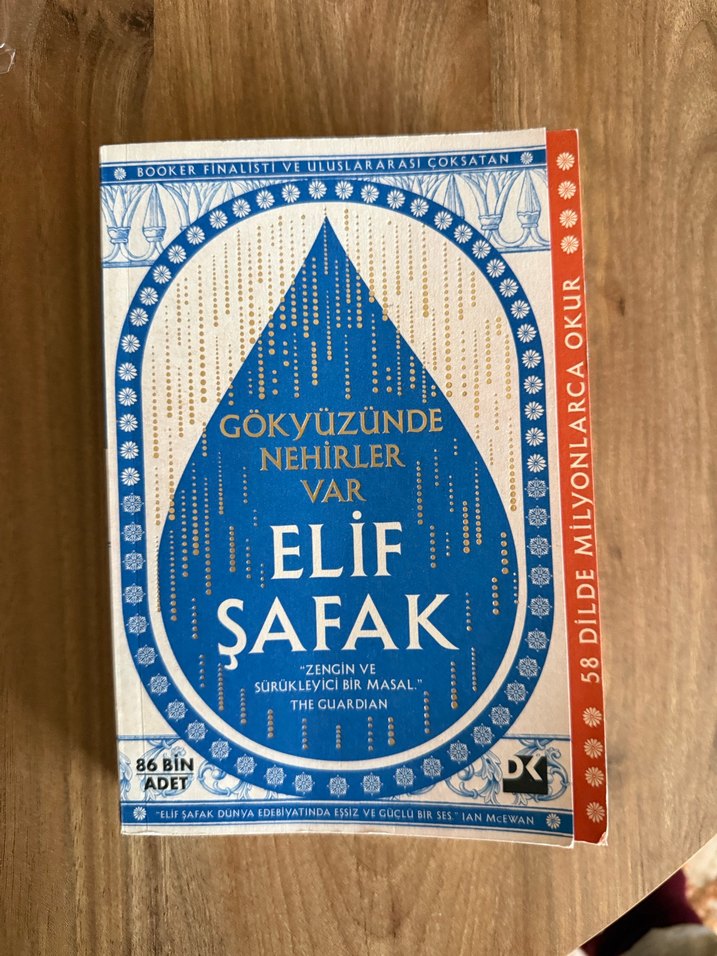 BOOKER FİNALİSTİ VE ULUSLARARASI ÇOKSATAN
GÖKYÜZÜNDE
NEHİRLER
VAR
ELİF
ŞAFAK
"ZENGİN VE
SÜRÜKLEYİCİ BİR MASAL."
THE GUARDIAN
86 BİN
ADET
DK
"ELİF ŞAFAK DÜNYA EDEBİYATINDA EŞSİZ VE GÜÇLÜ BİR SES." IAN McEWAN
58 DİLDE MİLYONLARCA OKUR